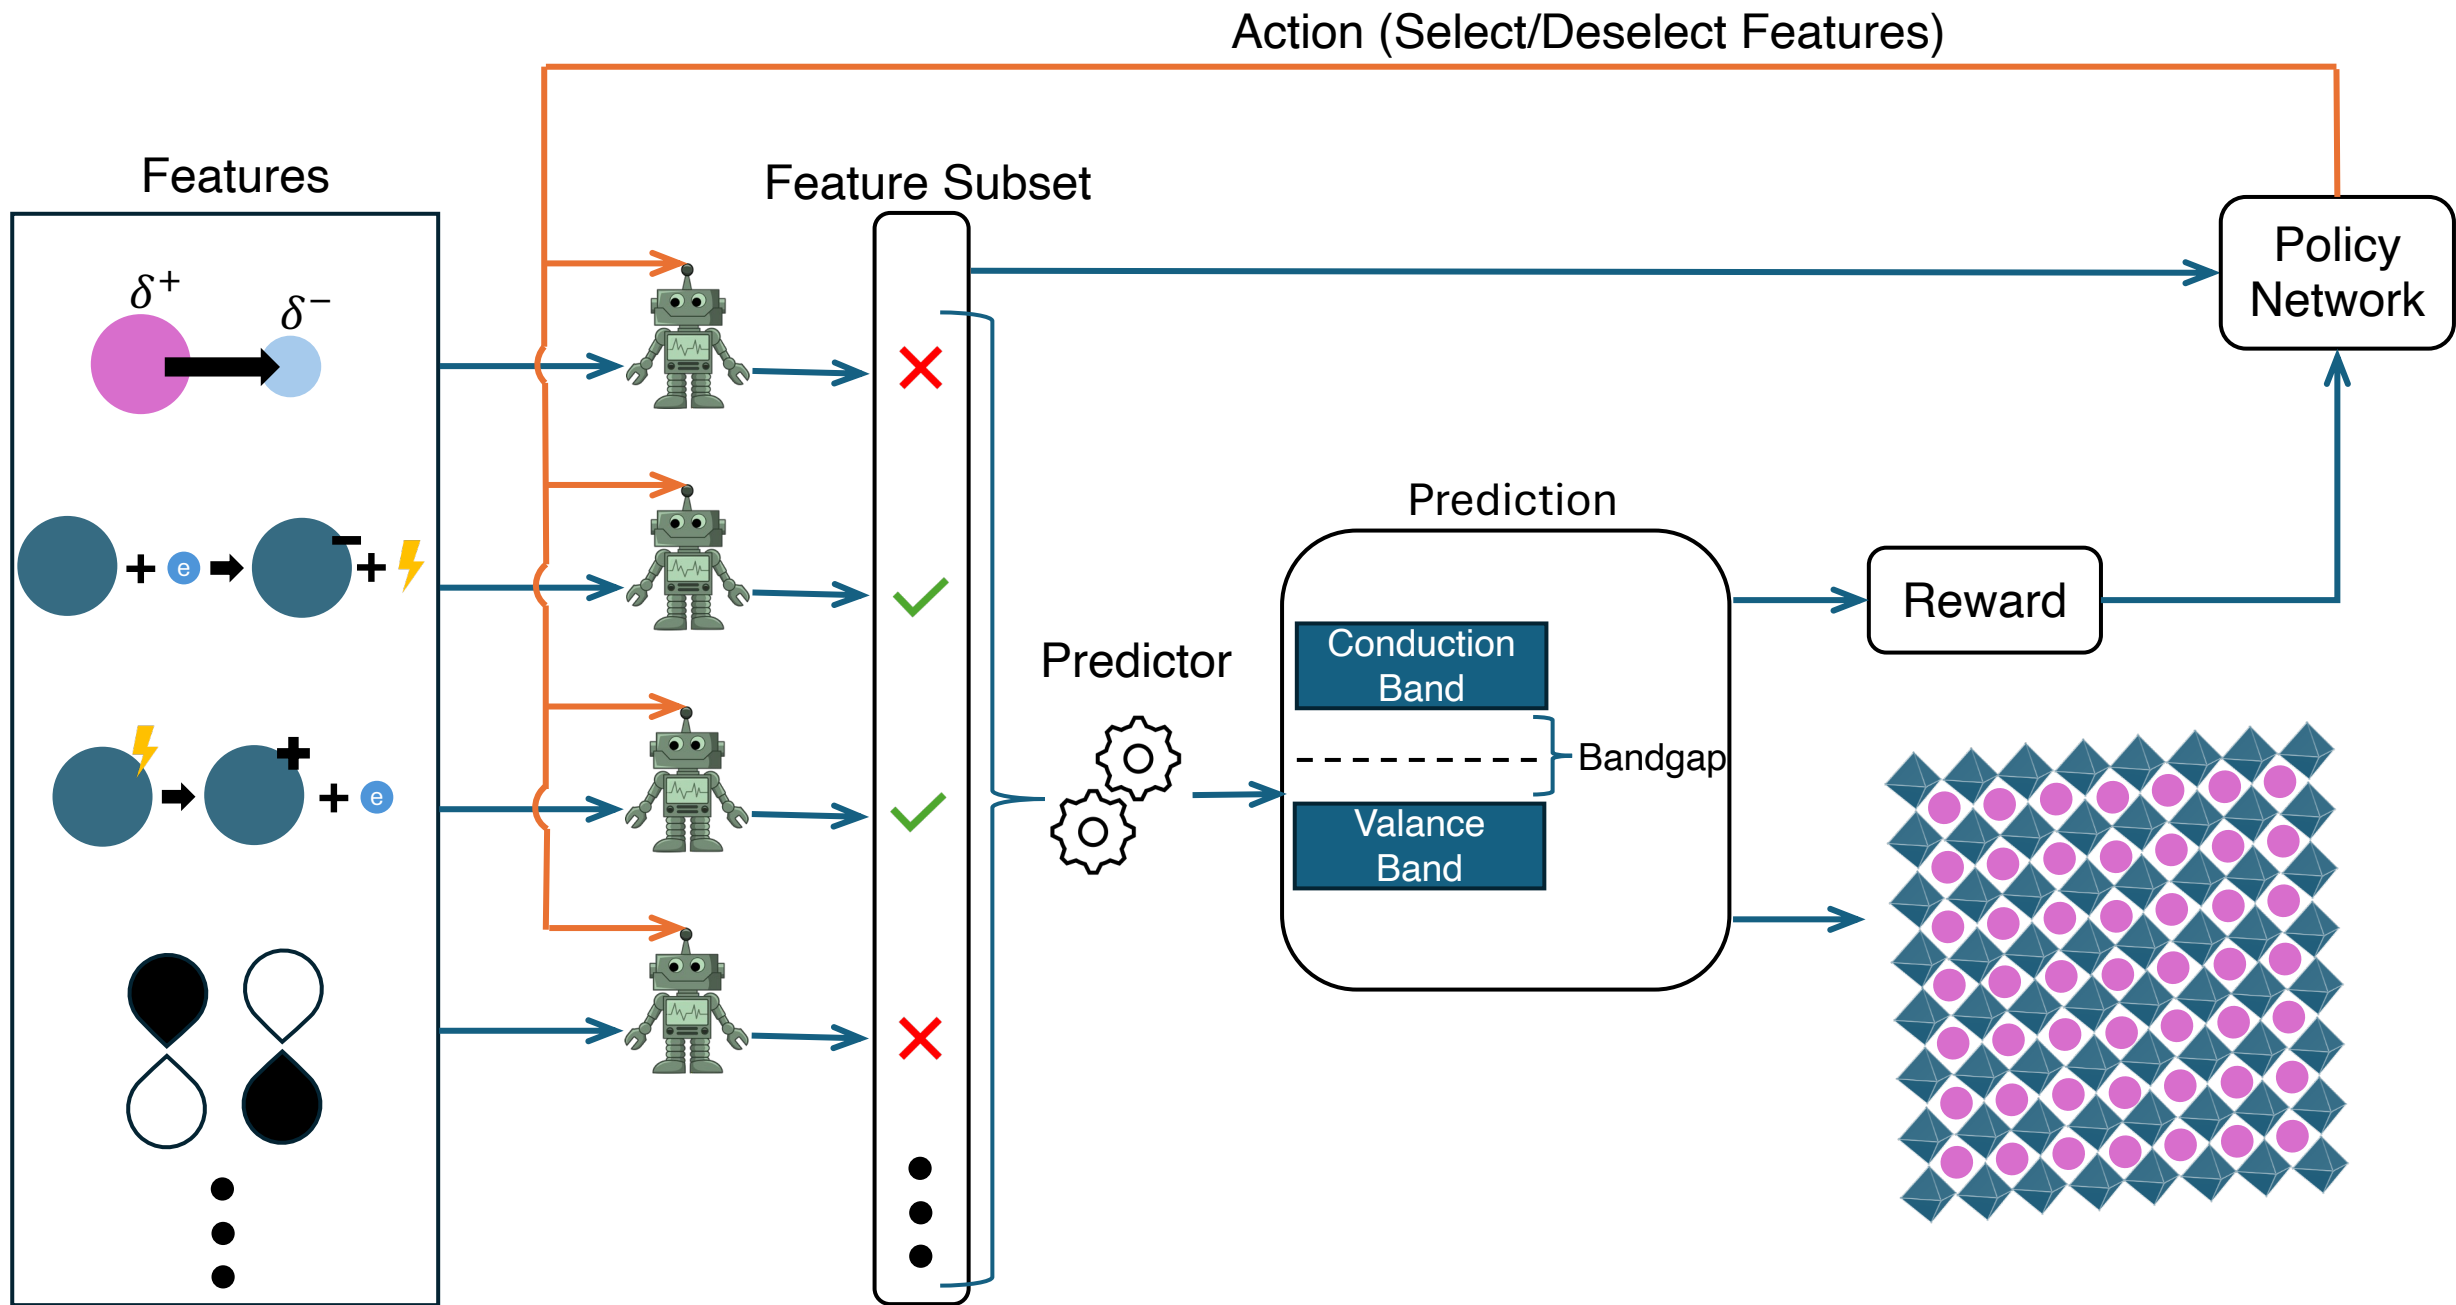 Action (Select/Deselect Features)
Features
Feature Subset
Policy
Network
δ+
δ−
+ e + −
Prediction
Reward
Conduction
Band
Predictor
Bandgap
+ + e
Valance
Band